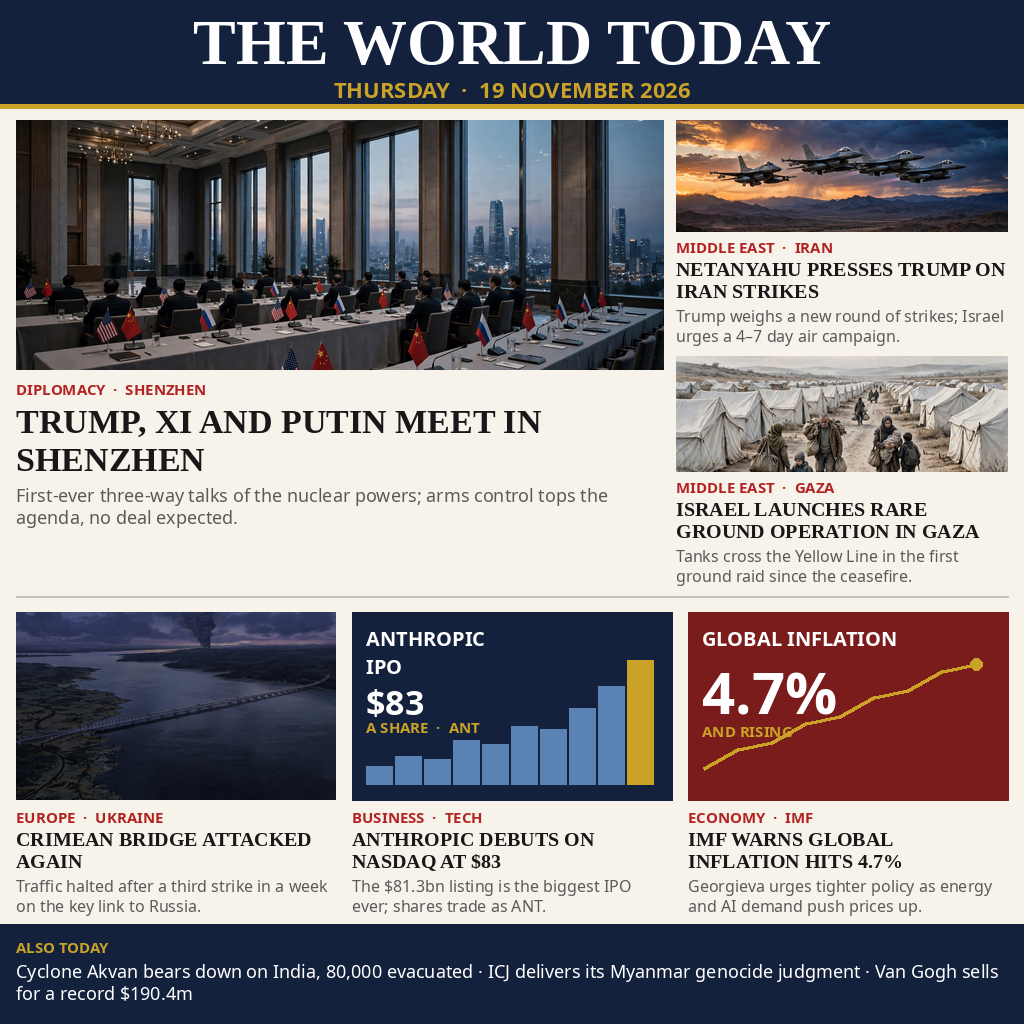 THE WORLD TODAY
THURSDAY · 19 NOVEMBER 2026
DIPLOMACY · SHENZHEN
TRUMP, XI AND PUTIN MEET IN
SHENZHEN
First-ever three-way talks of the nuclear powers; arms control tops the
agenda, no deal expected.
MIDDLE EAST · IRAN
NETANYAHU PRESSES TRUMP ON
IRAN STRIKES
Trump weighs a new round of strikes; Israel
urges a 4–7 day air campaign.
MIDDLE EAST · GAZA
ISRAEL LAUNCHES RARE
GROUND OPERATION IN GAZA
Tanks cross the Yellow Line in the first
ground raid since the ceasefire.
EUROPE · UKRAINE
CRIMEAN BRIDGE ATTACKED
AGAIN
Traffic halted after a third strike in a week
on the key link to Russia.
ANTHROPIC
IPO
$83
A SHARE · ANT
BUSINESS · TECH
ANTHROPIC DEBUTS ON
NASDAQ AT $83
The $81.3bn listing is the biggest IPO
ever; shares trade as ANT.
GLOBAL INFLATION
4.7%
AND RISING
ECONOMY · IMF
IMF WARNS GLOBAL
INFLATION HITS 4.7%
Georgieva urges tighter policy as energy
and AI demand push prices up.
ALSO TODAY
Cyclone Akvan bears down on India, 80,000 evacuated · ICJ delivers its Myanmar genocide judgment · Van Gogh sells
for a record $190.4m